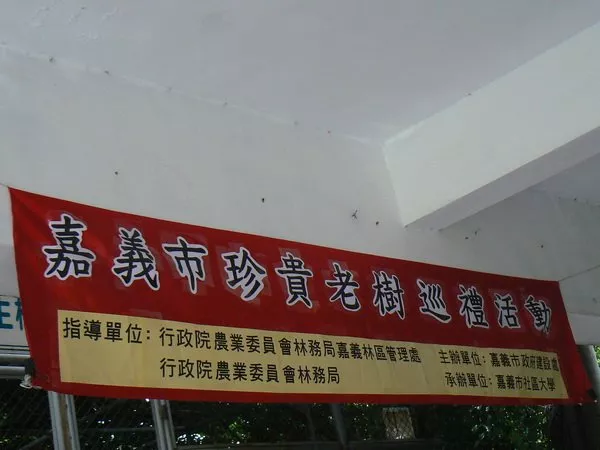 嘉義市珍貴老樹巡禮活動
指導單位：行政院農業委員會林務局嘉義林區管理處
行政院農業委員會林務局
主辦單位：嘉義市政府建設處
承辦單位：嘉義市社區大學